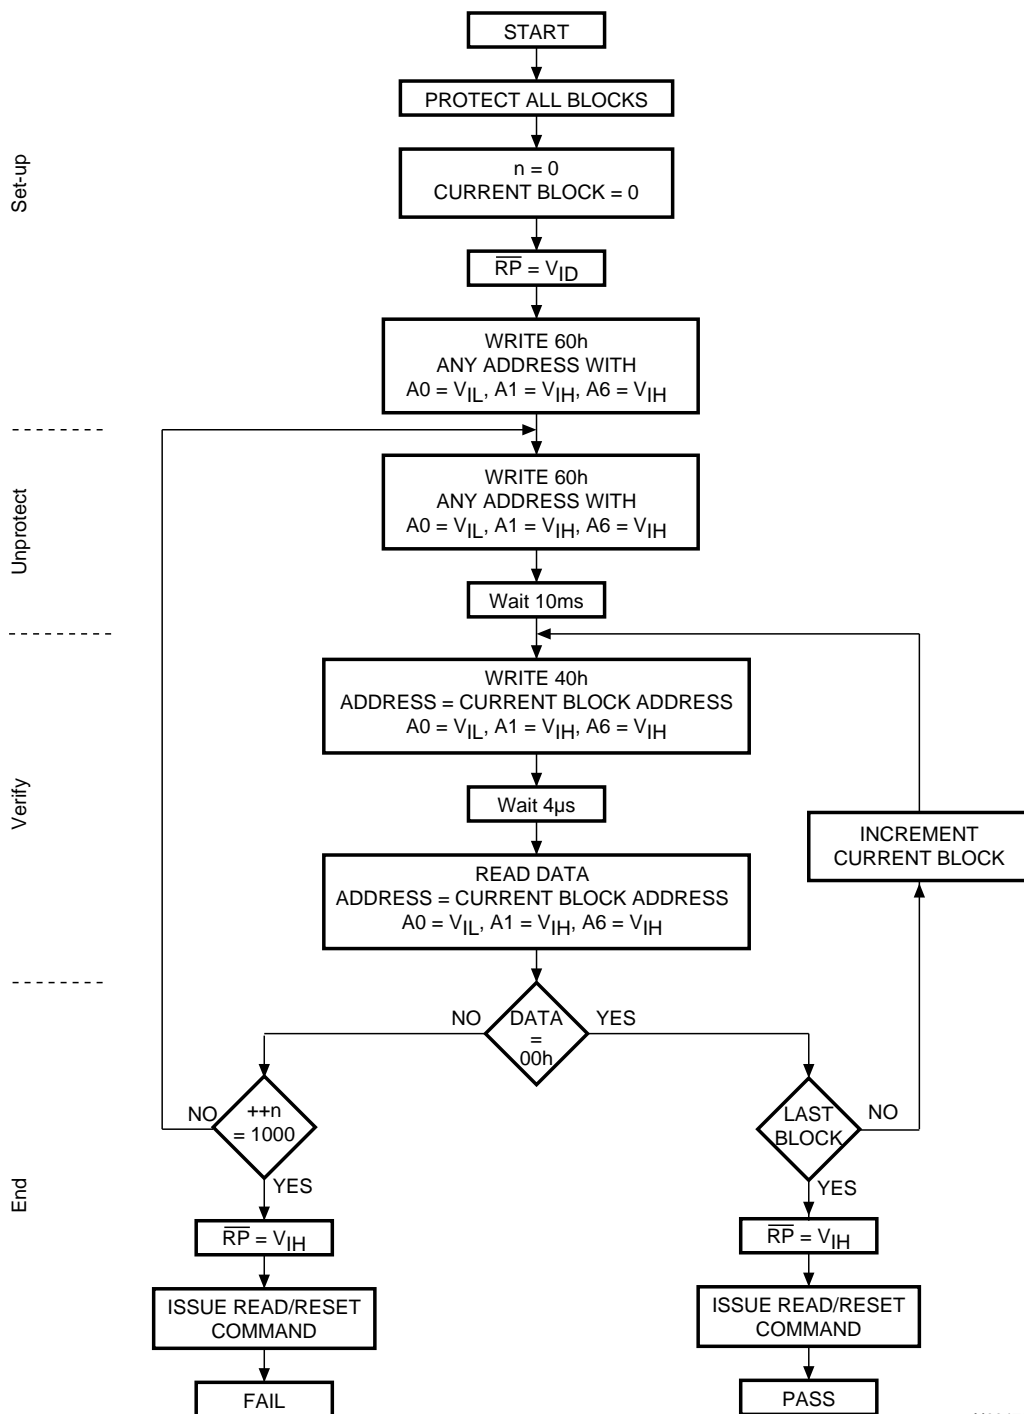 START
PROTECT ALL BLOCKS
n = 0
CURRENT BLOCK = 0
Set-up
RP = VID
WRITE 60h
ANY ADDRESS WITH
A0 = VIL, A1 = VIH, A6 = VIH
WRITE 60h
ANY ADDRESS WITH
A0 = VIL, A1 = VIH, A6 = VIH
Unprotect
Wait 10ms
WRITE 40h
ADDRESS = CURRENT BLOCK ADDRESS
A0 = VIL, A1 = VIH, A6 = VIH
Verify
Wait 4µs
INCREMENT
CURRENT BLOCK
READ DATA
ADDRESS = CURRENT BLOCK ADDRESS
A0 = VIL, A1 = VIH, A6 = VIH
NO
DATA
=
00h
YES
NO
++n
= 1000
YES
LAST
BLOCK
NO
YES
End
RP = VIH
RP = VIH
ISSUE READ/RESET
COMMAND
ISSUE READ/RESET
COMMAND
FAIL
PASS